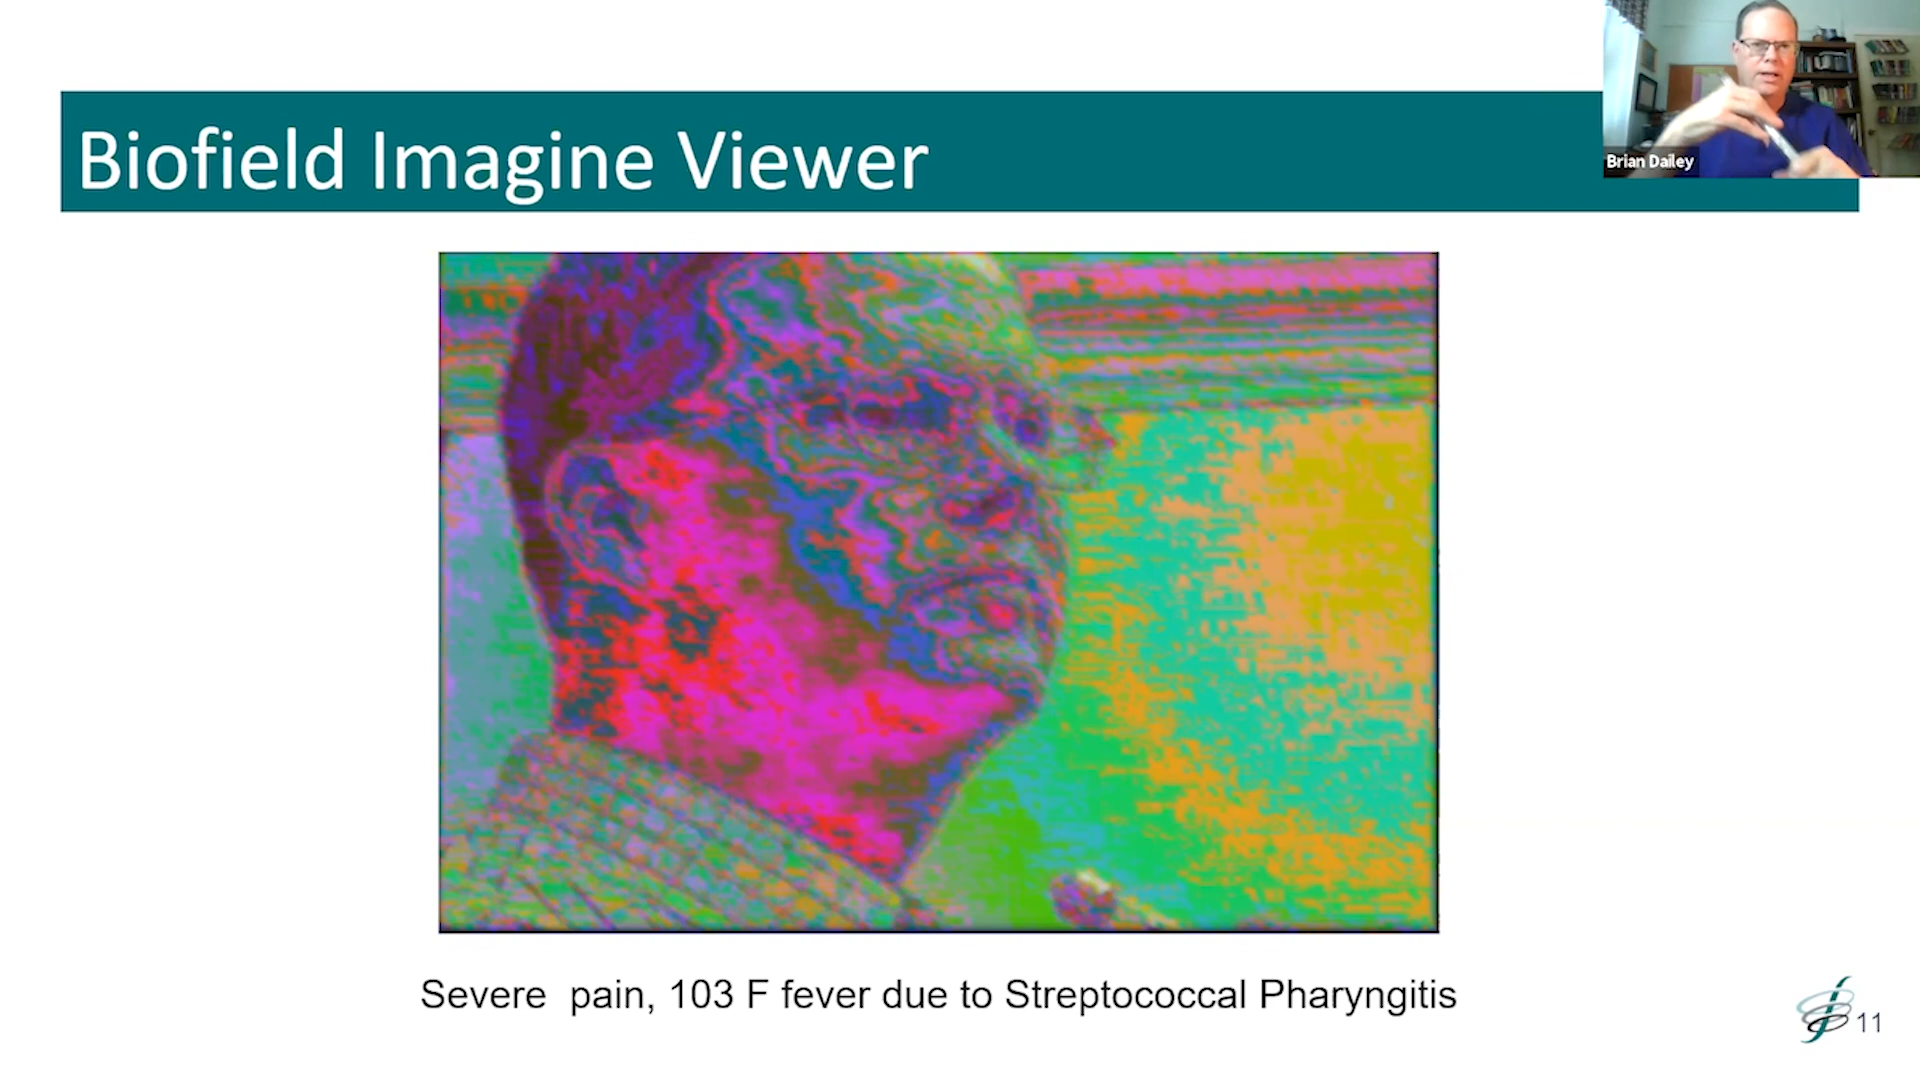 Biofield Imagine Viewer
Brian Dailey
Severe  pain, 103 F fever due to Streptococcal Pharyngitis
11